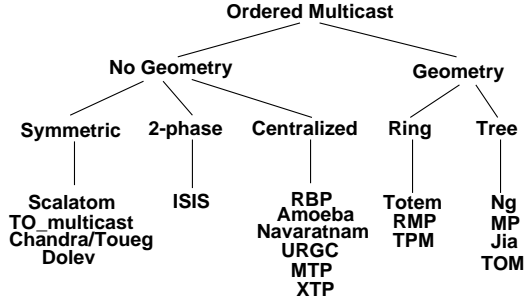 Ordered Multicast
No Geometry
Geometry
Symmetric
2-phase
Centralized
Ring
Tree
Scalatom
TO_multicast
Chandra/Toueg
Dolev
ISIS
RBP
Amoeba
Navaratnam
URGC
MTP
XTP
Totem
RMP
TPM
Ng
MP
Jia
TOM